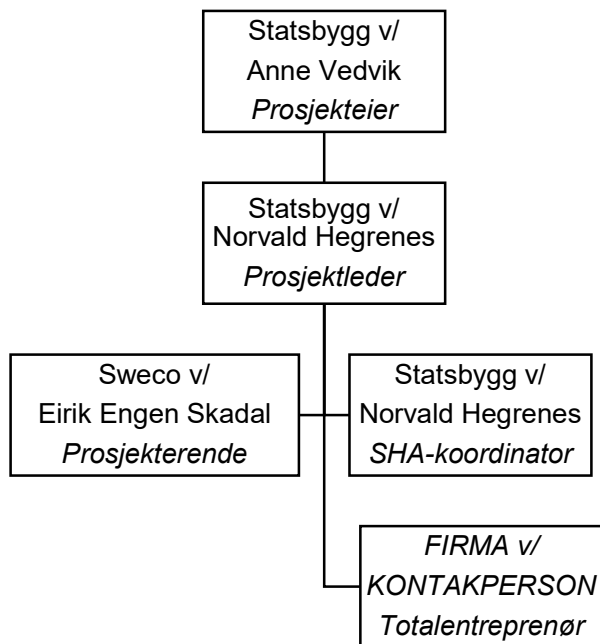 Statsbygg v/
Anne Vedvik
Prosjekteier
Statsbygg v/
Norvald Hegrenes
Prosjektleder
Sweco v/
Eirik Engen Skadal
Prosjekterende
Statsbygg v/
Norvald Hegrenes
SHA-koordinator
FIRMA v/
KONTAKPERSON
Totalentreprenør